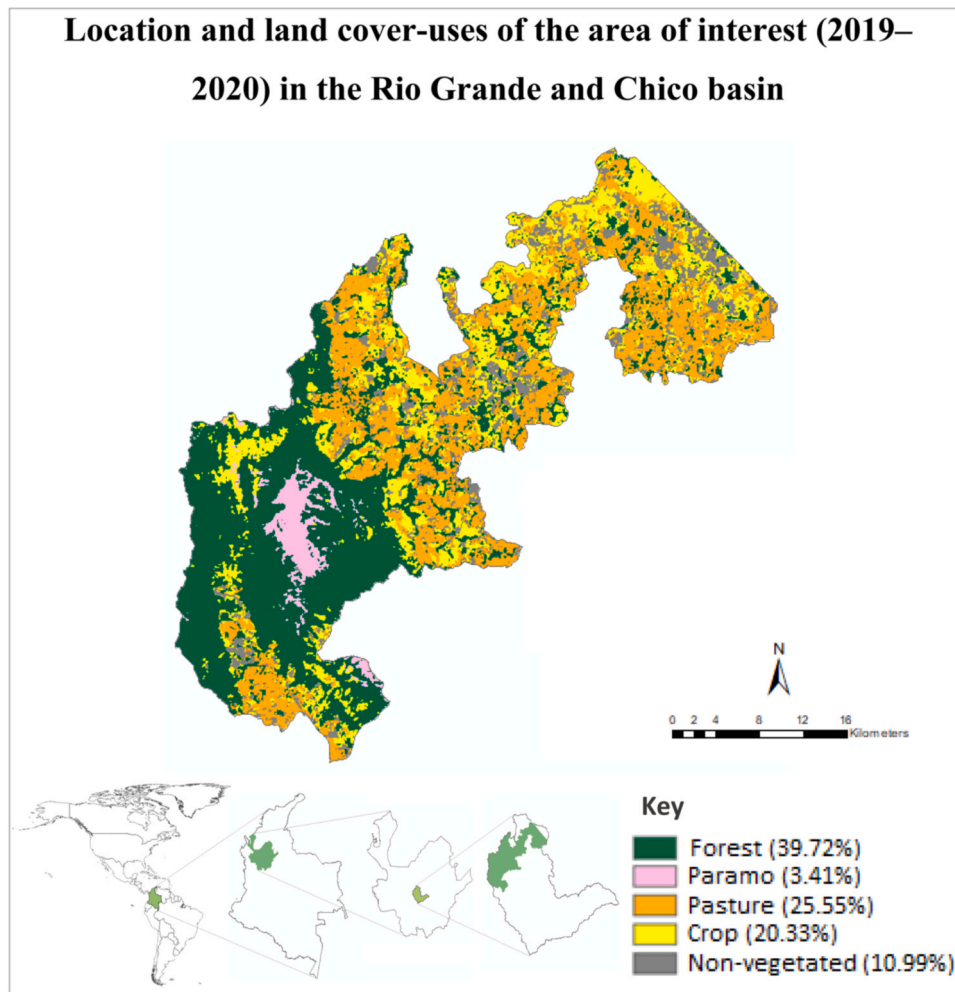 Location and land cover-uses of the area of interest (2019–
2020) in the Rio Grande and Chico basin
N
0 2 4 8 12 16
Kilometers
Key
Forest (39.72%)
Paramo (3.41%)
Pasture (25.55%)
Crop (20.33%)
Non-vegetated (10.99%)